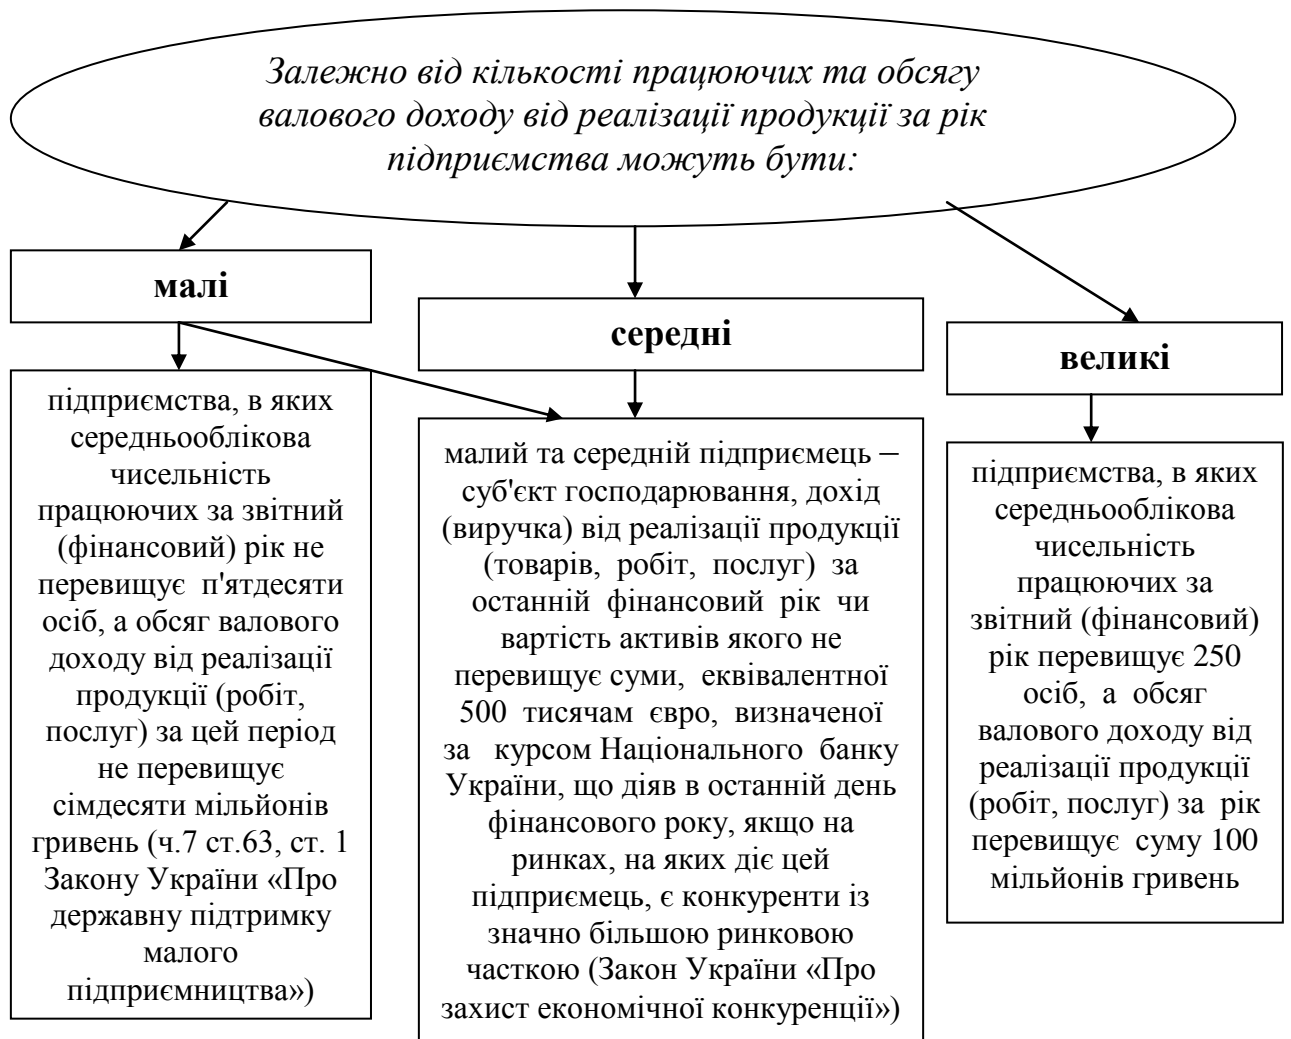 Залежно від кількості працюючих та обсягу
валового доходу від реалізації продукції за рік
підприємства можуть бути:
малі
підприємства, в яких
середньооблікова
чисельність
працюючих за звітний
(фінансовий) рік не
перевищує п'ятдесяти
осіб, а обсяг валового
доходу від реалізації
продукції (робіт,
послуг) за цей період
не перевищує
сімдесяти мільйонів
гривень (ч.7 ст.63, ст. 1
Закону України «Про
державну підтримку
малого
підприємництва»)
середні
малий та середній підприємець –
суб'єкт господарювання, дохід
(виручка) від реалізації продукції
(товарів, робіт, послуг) за
останній фінансовий рік чи
вартість активів якого не
перевищує суми, еквівалентної
500 тисячам євро, визначеної
за курсом Національного банку
України, що діяв в останній день
фінансового року, якщо на
ринках, на яких діє цей
підприємець, є конкуренти із
значно більшою ринковою
часткою (Закон України «Про
захист економічної конкуренції»)
великі
підприємства, в яких
середньооблікова
чисельність
працюючих за
звітний (фінансовий)
рік перевищує 250
осіб, а обсяг
валового доходу від
реалізації продукції
(робіт, послуг) за рік
перевищує суму 100
мільйонів гривень